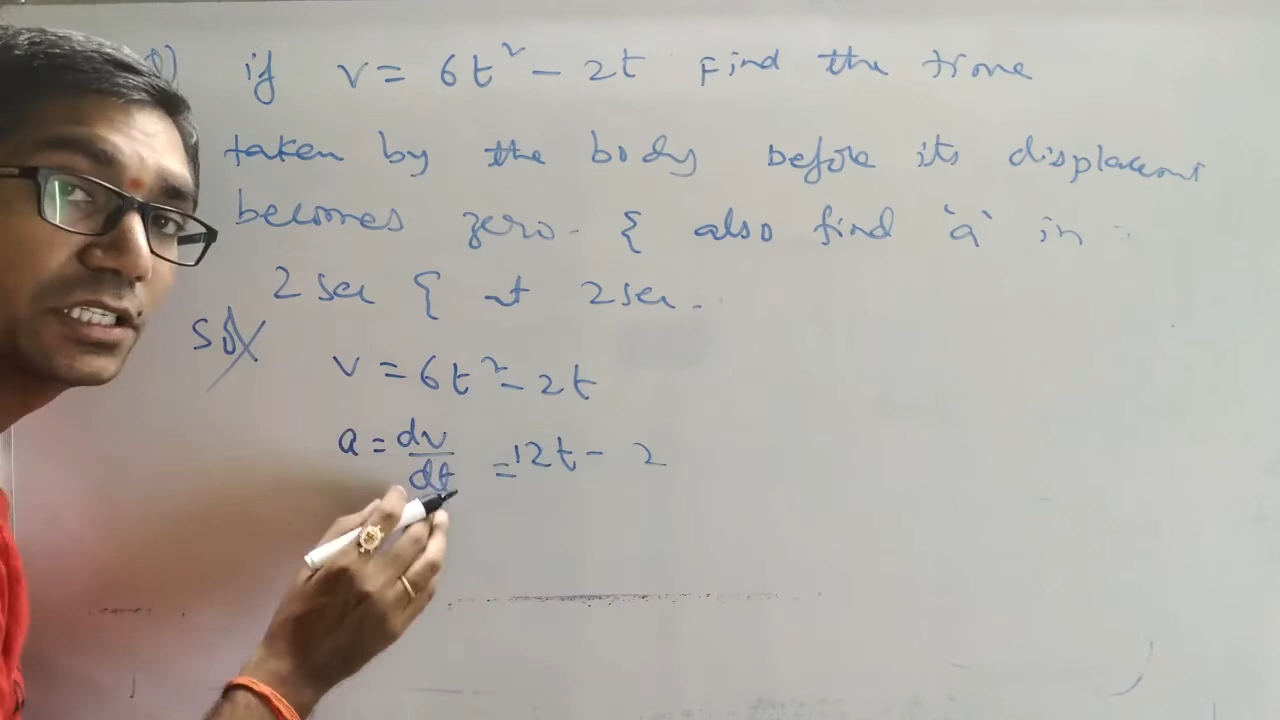 if v = 6t² - 2t Find the time
taken by the body before its displacement
becomes zero. { also find 'a' in
2 sec { at 2 sec.
Sol
v = 6t² - 2t
a = dv/dt = 12t - 2